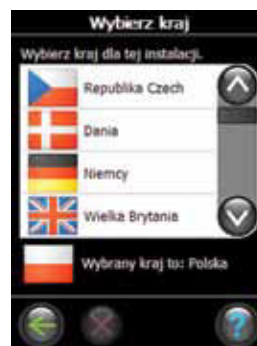 Wybierz kraj
Wybierz kraj dla tej instalacji.
Republika Czech
Dania
Niemcy
Wielka Brytania
Wybrany kraj to: Polska
?